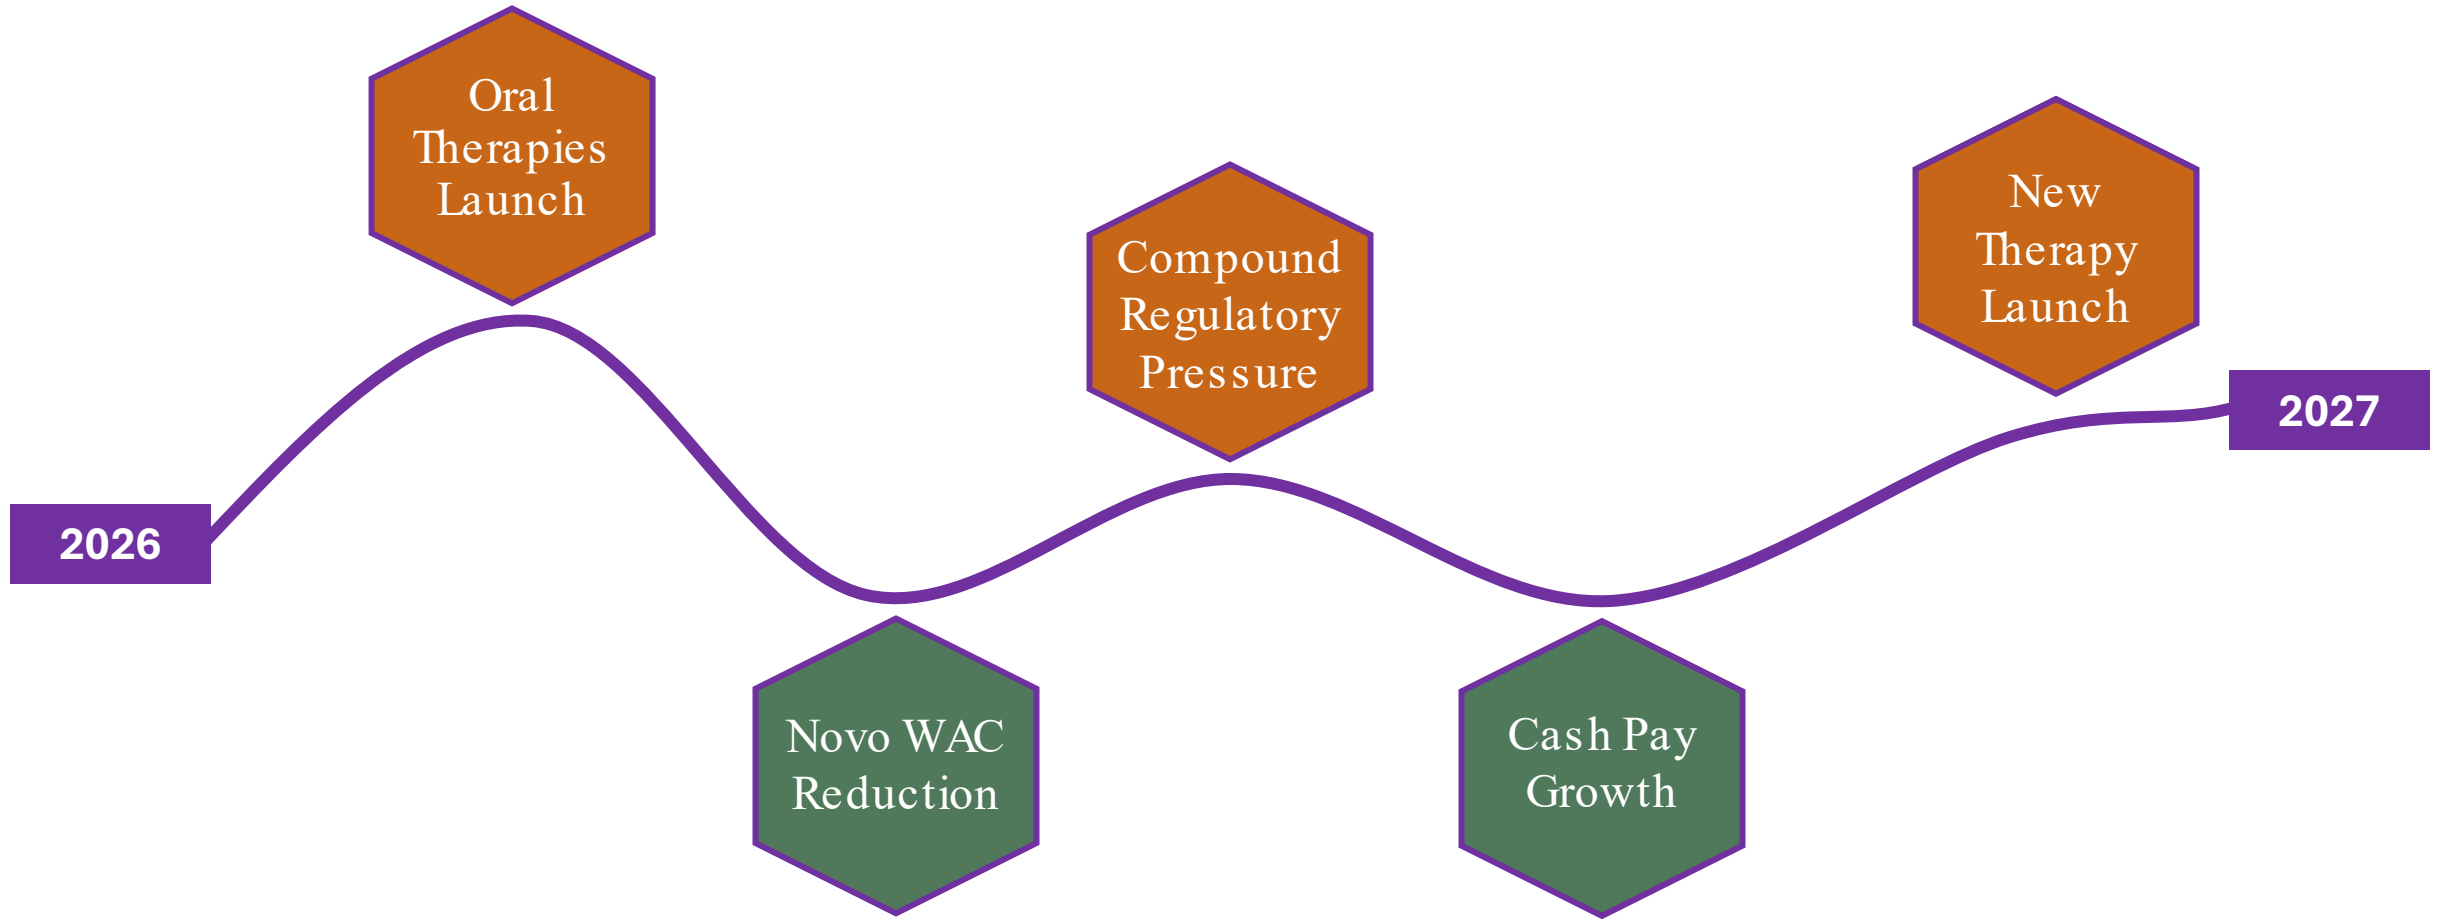 2026
Oral
Therapies
Launch
Novo WAC
Reduction
Compound
Regulatory
Pressure
Cash Pay
Growth
New
Therapy
Launch
2027